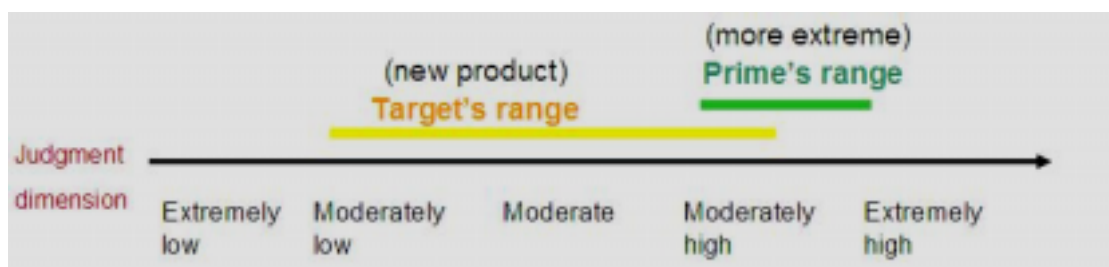 (more extreme)
(new product)
Prime's range
Target's range
Judgment
dimension
Extremely low
Moderately low
Moderate
Moderately high
Extremely high